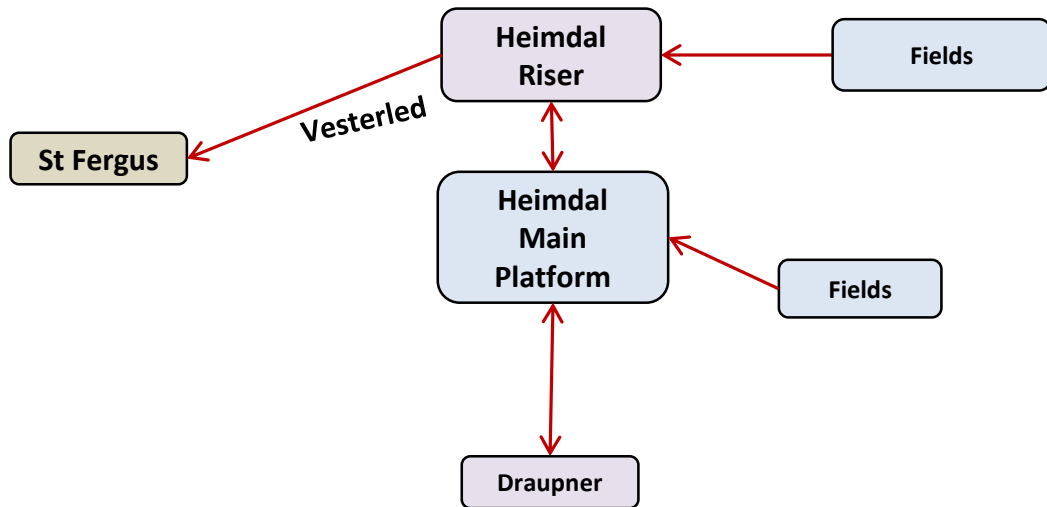 Heimdal
Riser
Fields
Vesterled
St Fergus
Heimdal
Main
Platform
Fields
Draupner